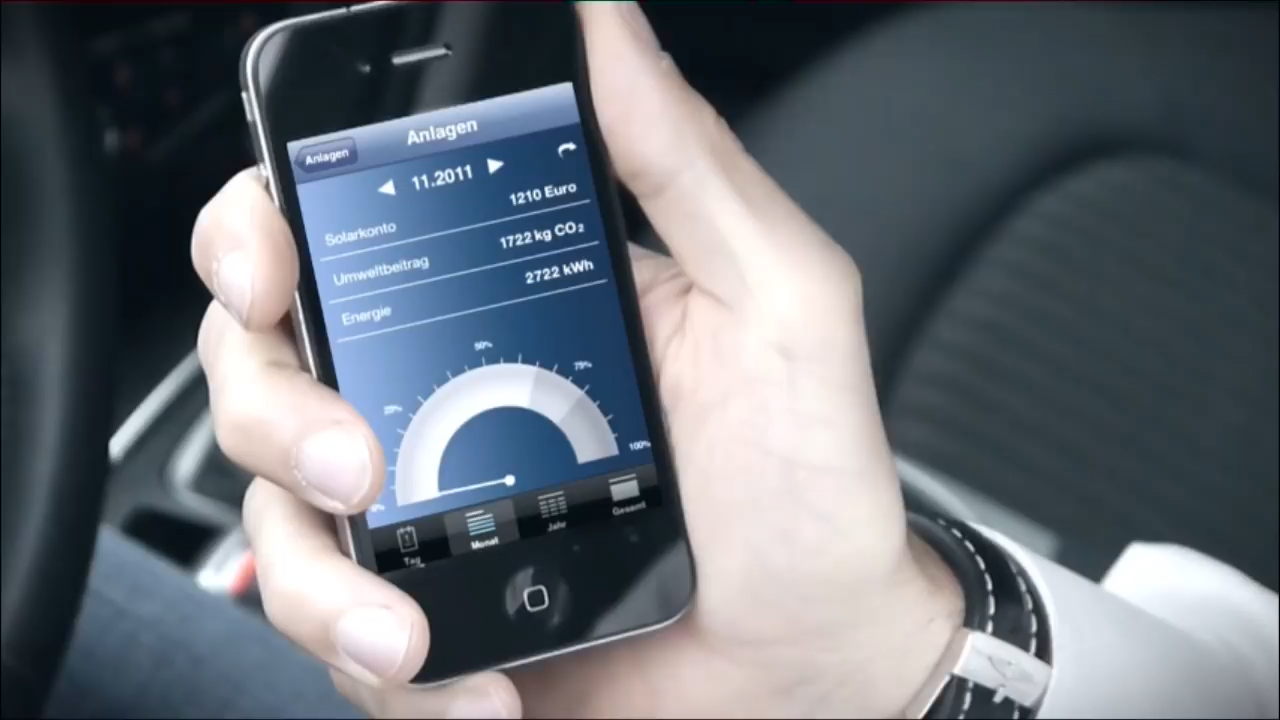 Anlagen
Anlagen
11.2011
Solarkonto 1210 Euro
Umweltbeitrag 1722 kg CO₂
Energie 2722 kWh
0%
25%
50%
75%
100%
Tag
Monat
Jahr
Gesamt